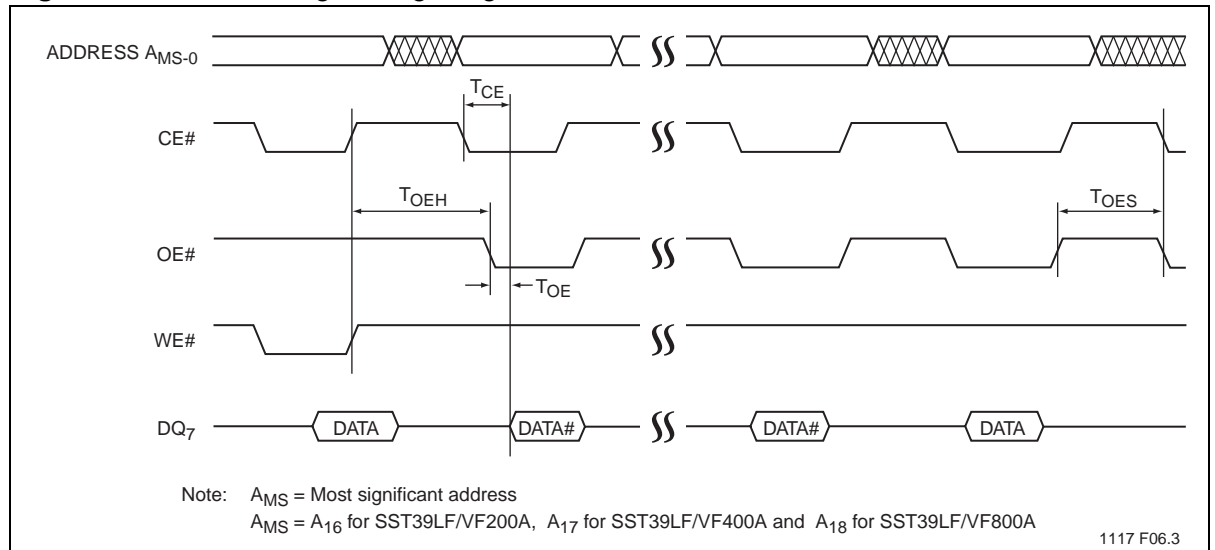 ADDRESS AMS-0
TCE
CE#
TOEH
TOES
OE#
TOE
WE#
DQ7
DATA
DATA#
DATA#
DATA
Note: AMS = Most significant address
AMS = A16 for SST39LF/VF200A, A17 for SST39LF/VF400A and A18 for SST39LF/VF800A
1117 F06.3